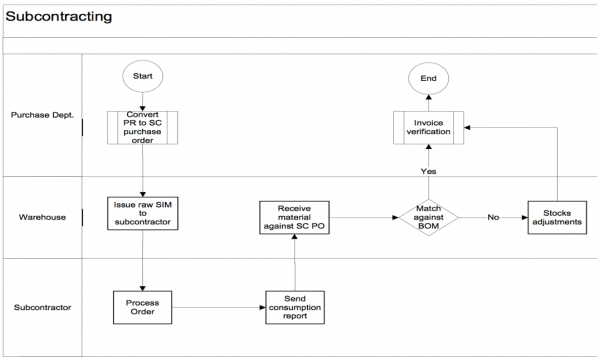 Subcontracting
Start
End
Purchase Dept.
Convert
PR to SC
purchase
order
Invoice
verification
Yes
Warehouse
Issue raw SIM
to
subcontractor
Receive
material
against SC PO
Match
against
BOM
No
Stocks
adjustments
Subcontractor
Process
Order
Send
consumption
report